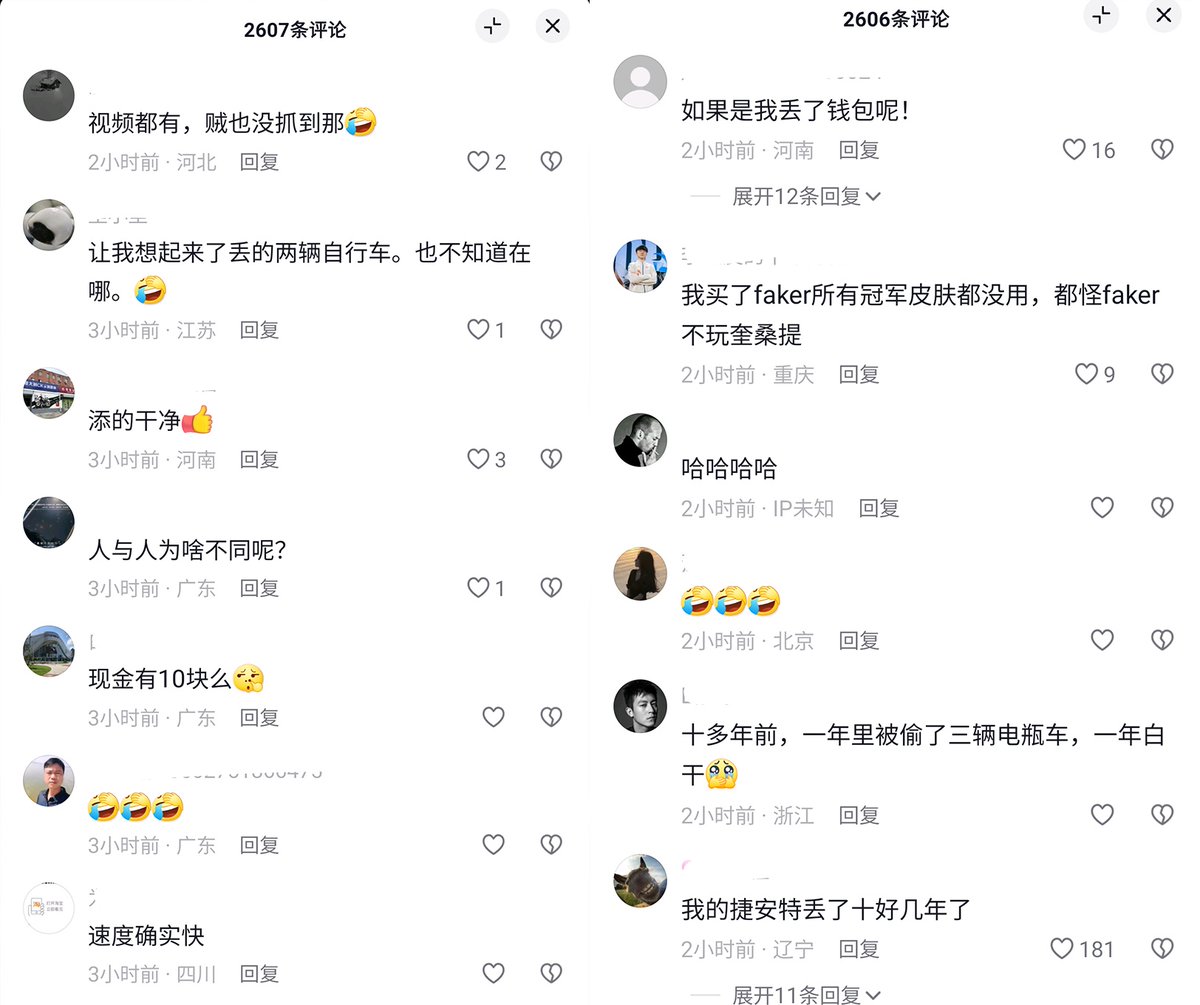 2607条评论
视频都有，贼也没抓到那🤣
2小时前 · 河北 回复 2
让我想起来了丢的两辆自行车。也不知道在
哪。🤣
3小时前 · 江苏 回复 1
添的干净👍
3小时前 · 河南 回复 3
人与人为啥不同呢？
3小时前 · 广东 回复 1
现金有10块么😮‍💨
3小时前 · 广东 回复
🤣🤣🤣
3小时前 · 广东 回复
速度确实快
3小时前 · 四川 回复
2606条评论
如果是我丢了钱包呢！
2小时前 · 河南 回复 16
展开12条回复
我买了faker所有冠军皮肤都没用，都怪faker
不玩奎桑提
2小时前 · 重庆 回复 9
哈哈哈哈
2小时前 · IP未知 回复
🤣🤣🤣
2小时前 · 北京 回复
十多年前，一年里被偷了三辆电瓶车，一年白
干🥹
2小时前 · 浙江 回复
我的捷安特丢了十好几年了
2小时前 · 辽宁 回复 181
展开11条回复